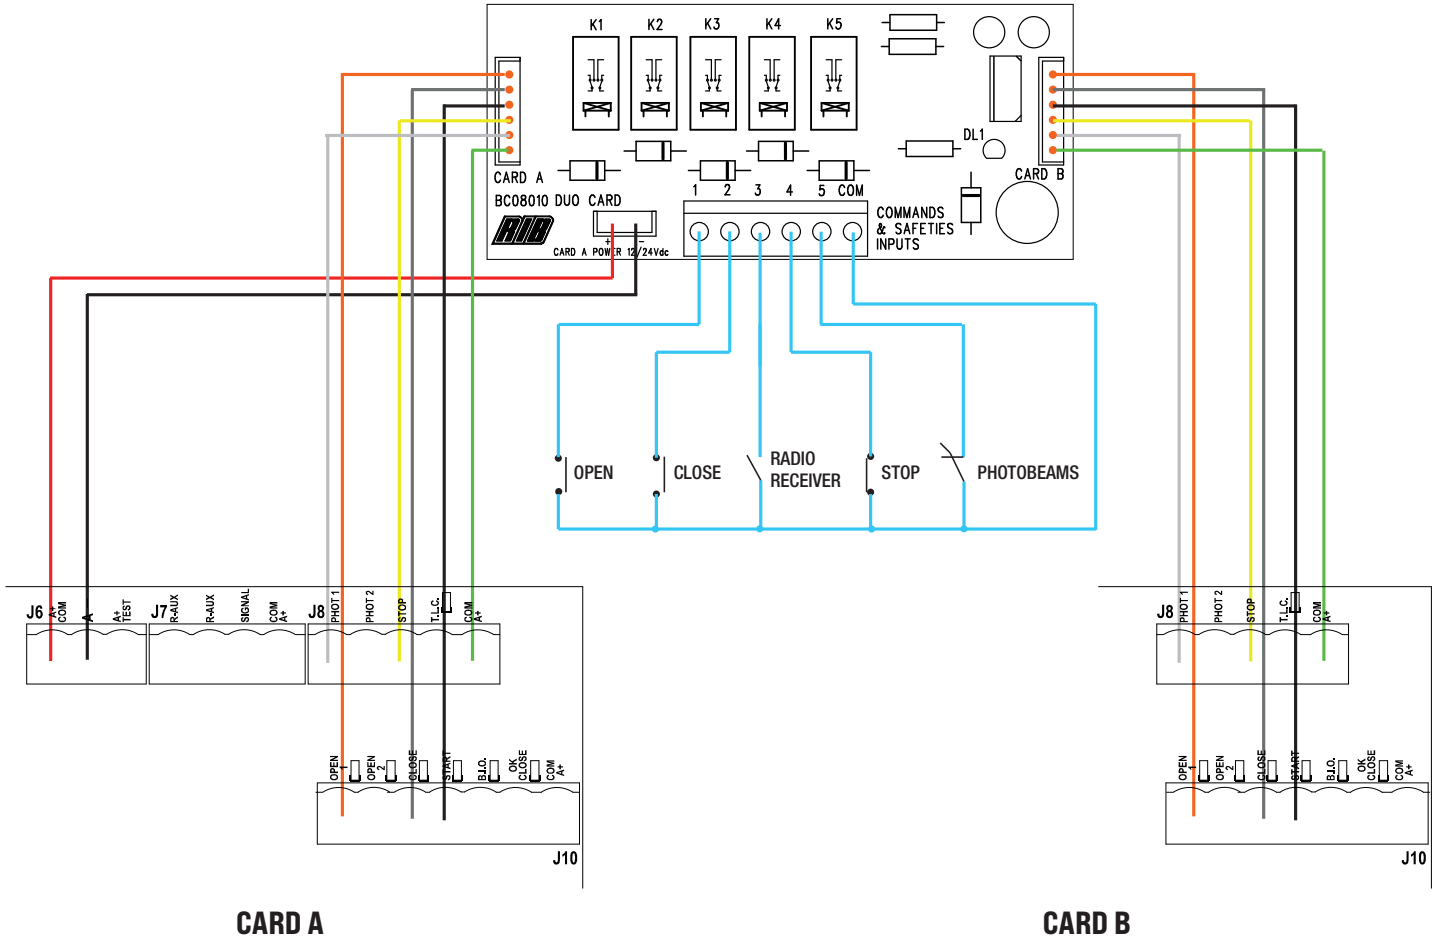 K1 K2 K3 K4 K5
DL1
CARD A
CARD B
BC08010 DUO CARD
1 2 3 4 5 COM
RIB
COMMANDS
& SAFETIES
INPUTS
+ -
CARD A POWER 12/24Vdc
OPEN
CLOSE
RADIO
RECEIVER
STOP
PHOTOBEAMS
J6
A+
COM
A
A+
TEST
J7
R-AUX
R-AUX
SIGNAL
COM
A+
J8
PHOT 1
PHOT 2
STOP
T.L.C.
COM
A+
J8
PHOT 1
PHOT 2
STOP
T.L.C.
COM
A+
OPEN
1
OPEN
2
CLOSE
START
B.I.O.
OK
CLOSE
COM
A+
J10
OPEN
1
OPEN
2
CLOSE
START
B.I.O.
OK
CLOSE
COM
A+
J10
CARD A
CARD B